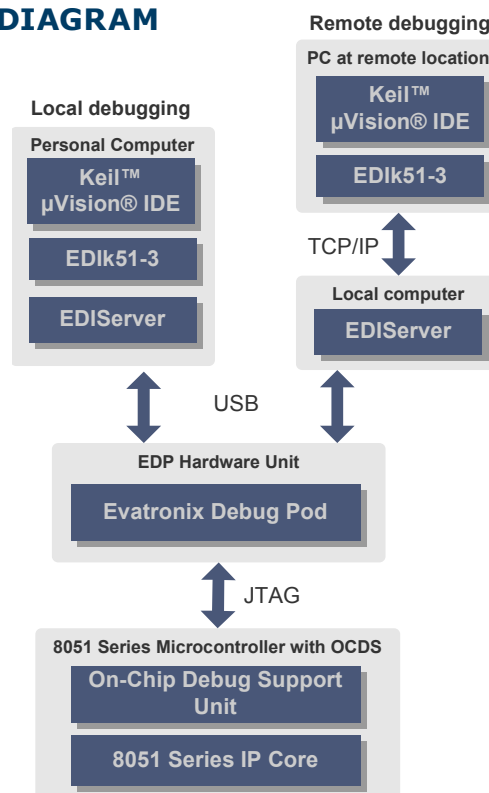 DIAGRAM
Local debugging
Personal Computer
Keil™
µVision® IDE
EDIk51-3
EDIServer
Remote debugging
PC at remote location
Keil™
µVision® IDE
EDIk51-3
TCP/IP
Local computer
EDIServer
USB
EDP Hardware Unit
Evatronix Debug Pod
JTAG
8051 Series Microcontroller with OCDS
On-Chip Debug Support
Unit
8051 Series IP Core